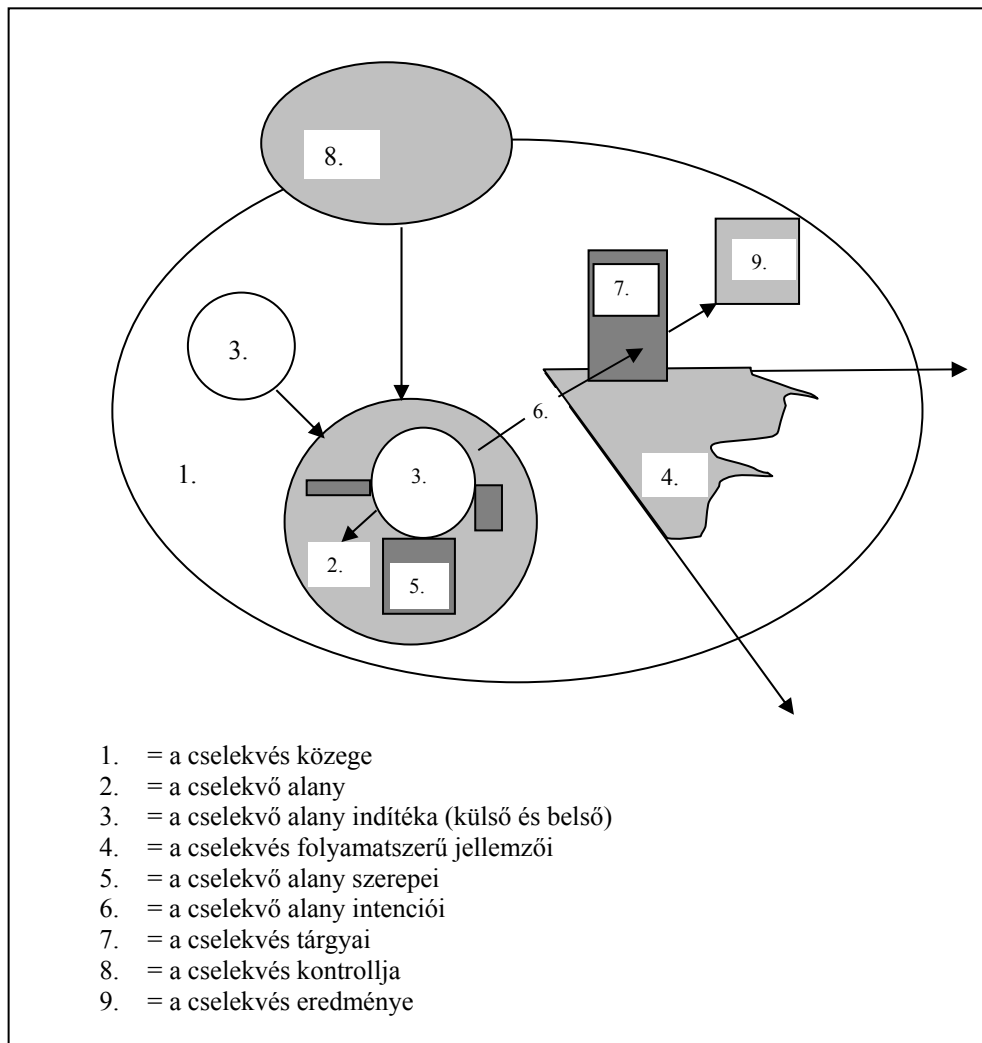 8.
9.
7.
3.
6.
1.
3.
4.
2.
5.
1. = a cselekvés közege
2. = a cselekvő alany
3. = a cselekvő alany indítéka (külső és belső)
4. = a cselekvés folyamatszerű jellemzői
5. = a cselekvő alany szerepei
6. = a cselekvő alany intenciói
7. = a cselekvés tárgyai
8. = a cselekvés kontrollja
9. = a cselekvés eredménye